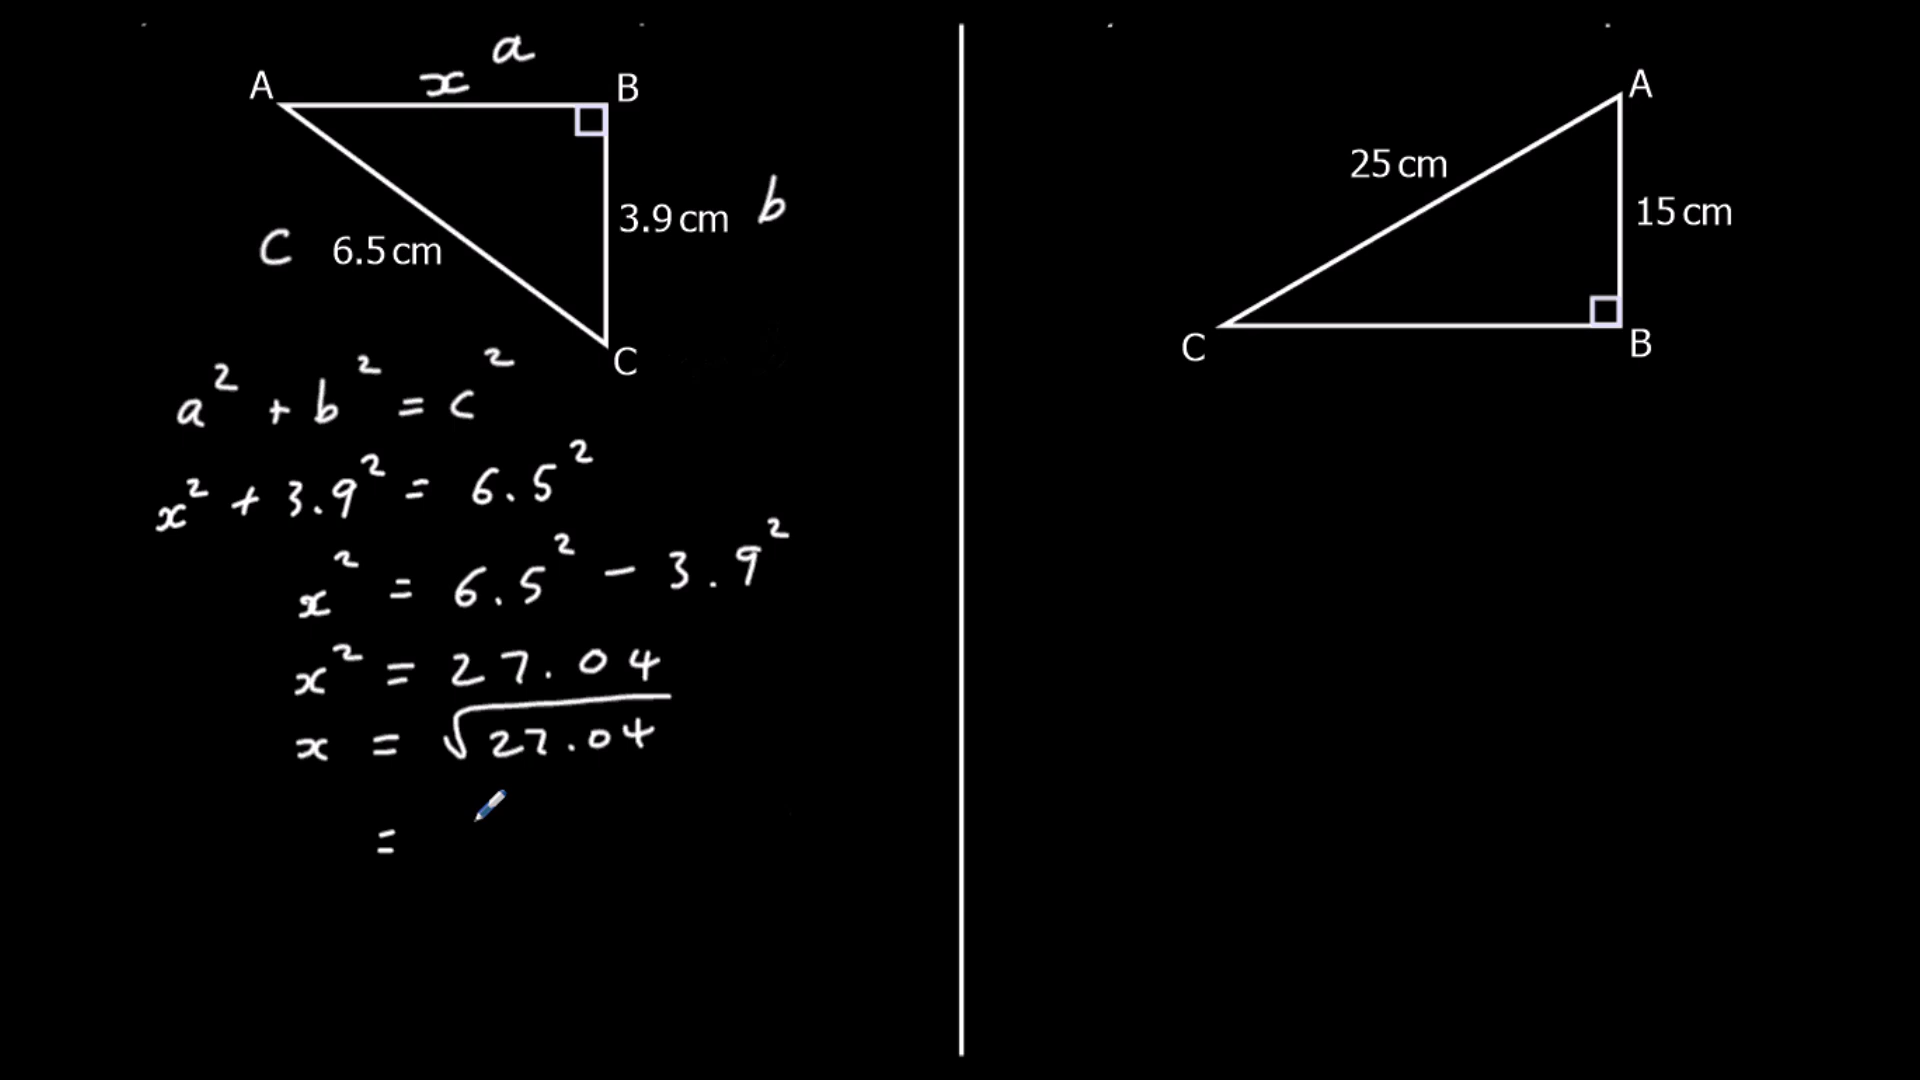 a
x
A
B
3.9 cm
b
C
6.5 cm
C
a² + b² = c²
x² + 3.9² = 6.5²
x² = 6.5² − 3.9²
x² = 27.04
x = √27.04
=
A
25 cm
15 cm
C
B